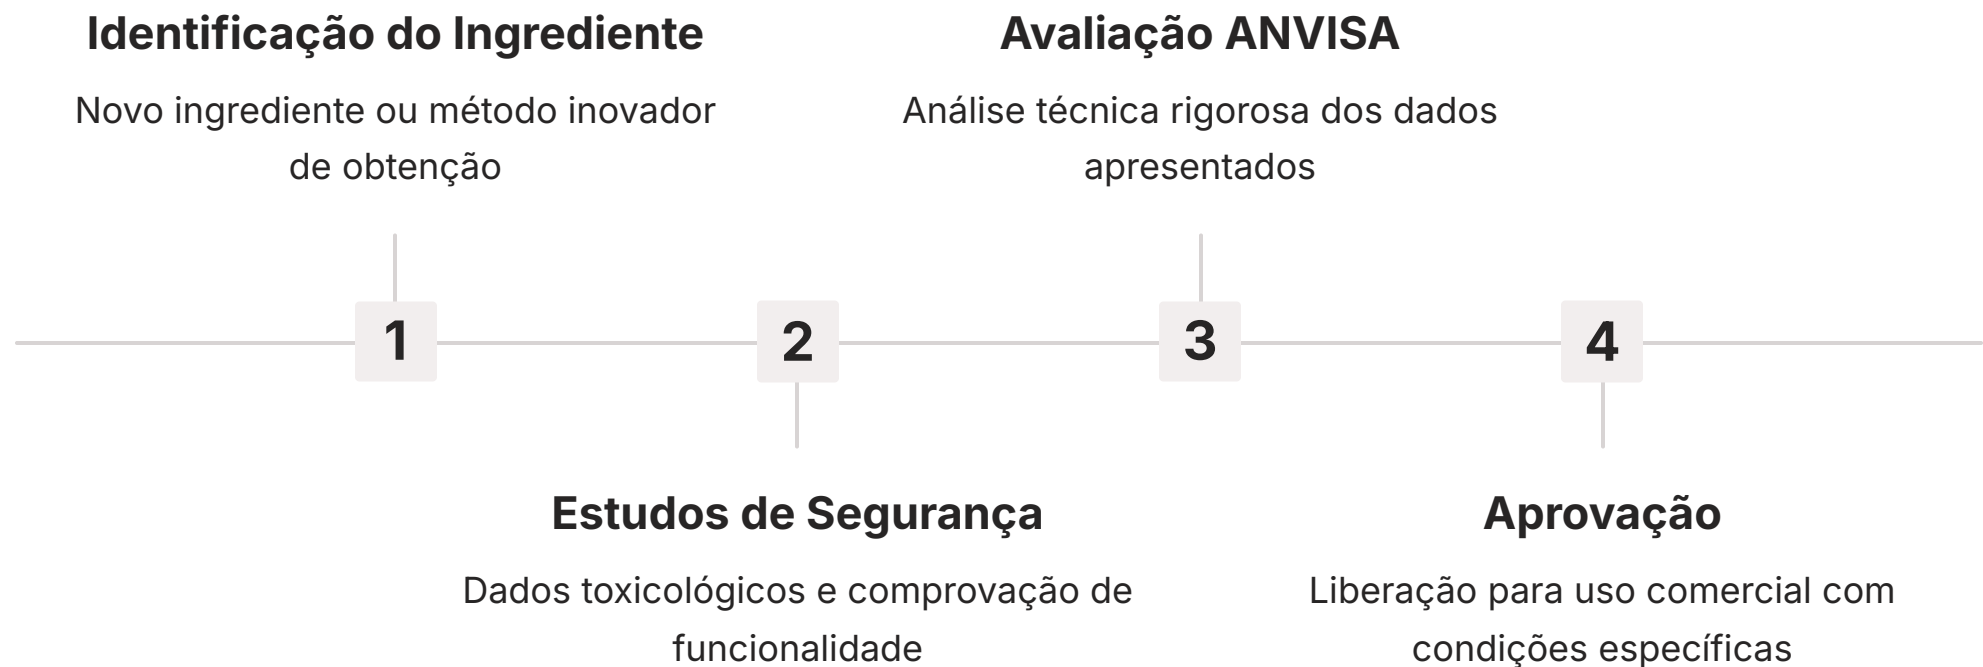 Identificação do Ingrediente
Novo ingrediente ou método inovador
de obtenção
Avaliação ANVISA
Análise técnica rigorosa dos dados
apresentados
1
2
3
4
Estudos de Segurança
Dados toxicológicos e comprovação de
funcionalidade
Aprovação
Liberação para uso comercial com
condições específicas